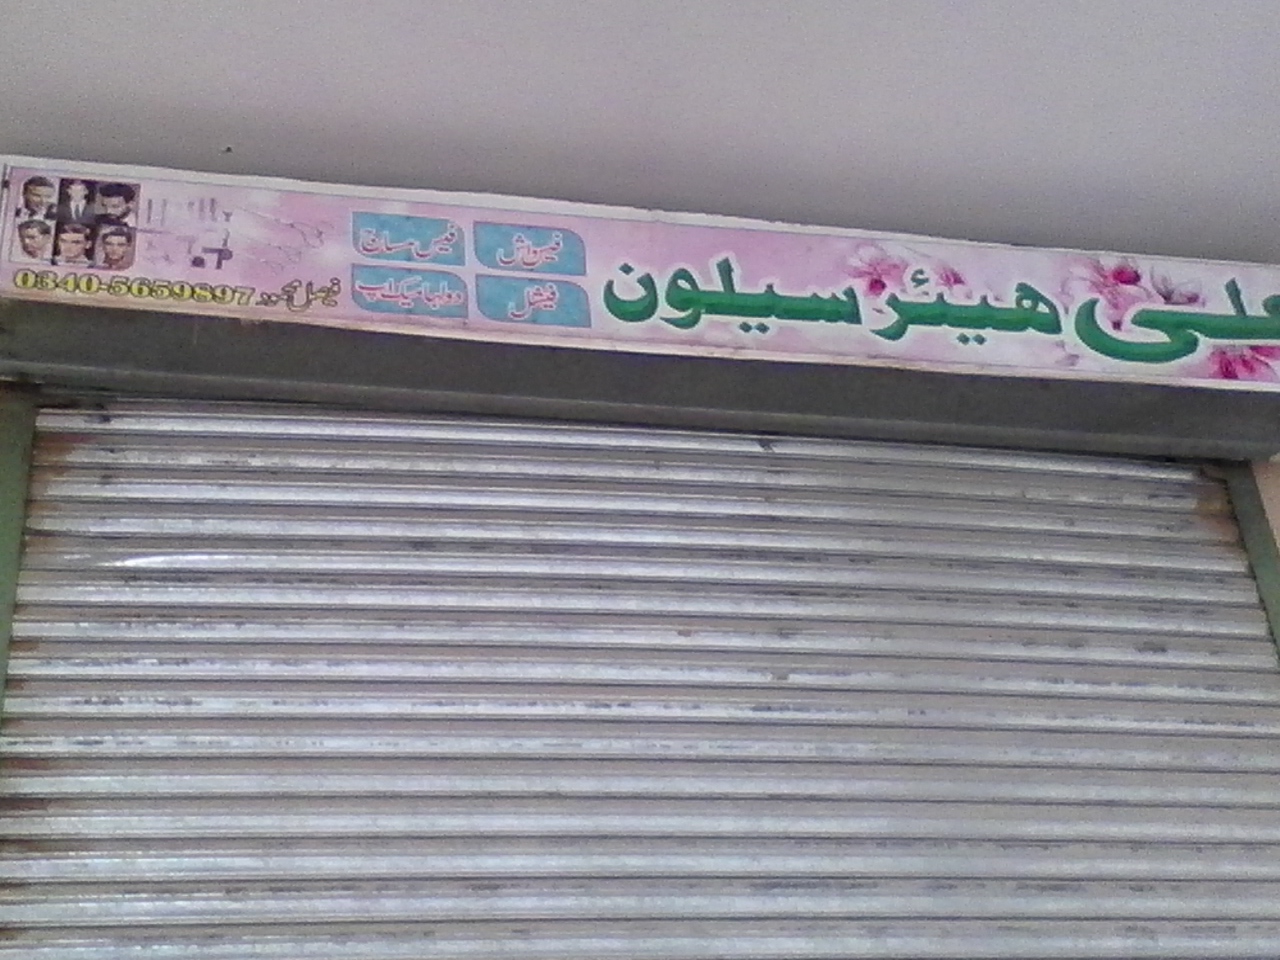 علی ہیئر سیلون
فیس واش
فیس مساج
فیشل
دولہا میک اپ
فیصل محمود 0340-5659897